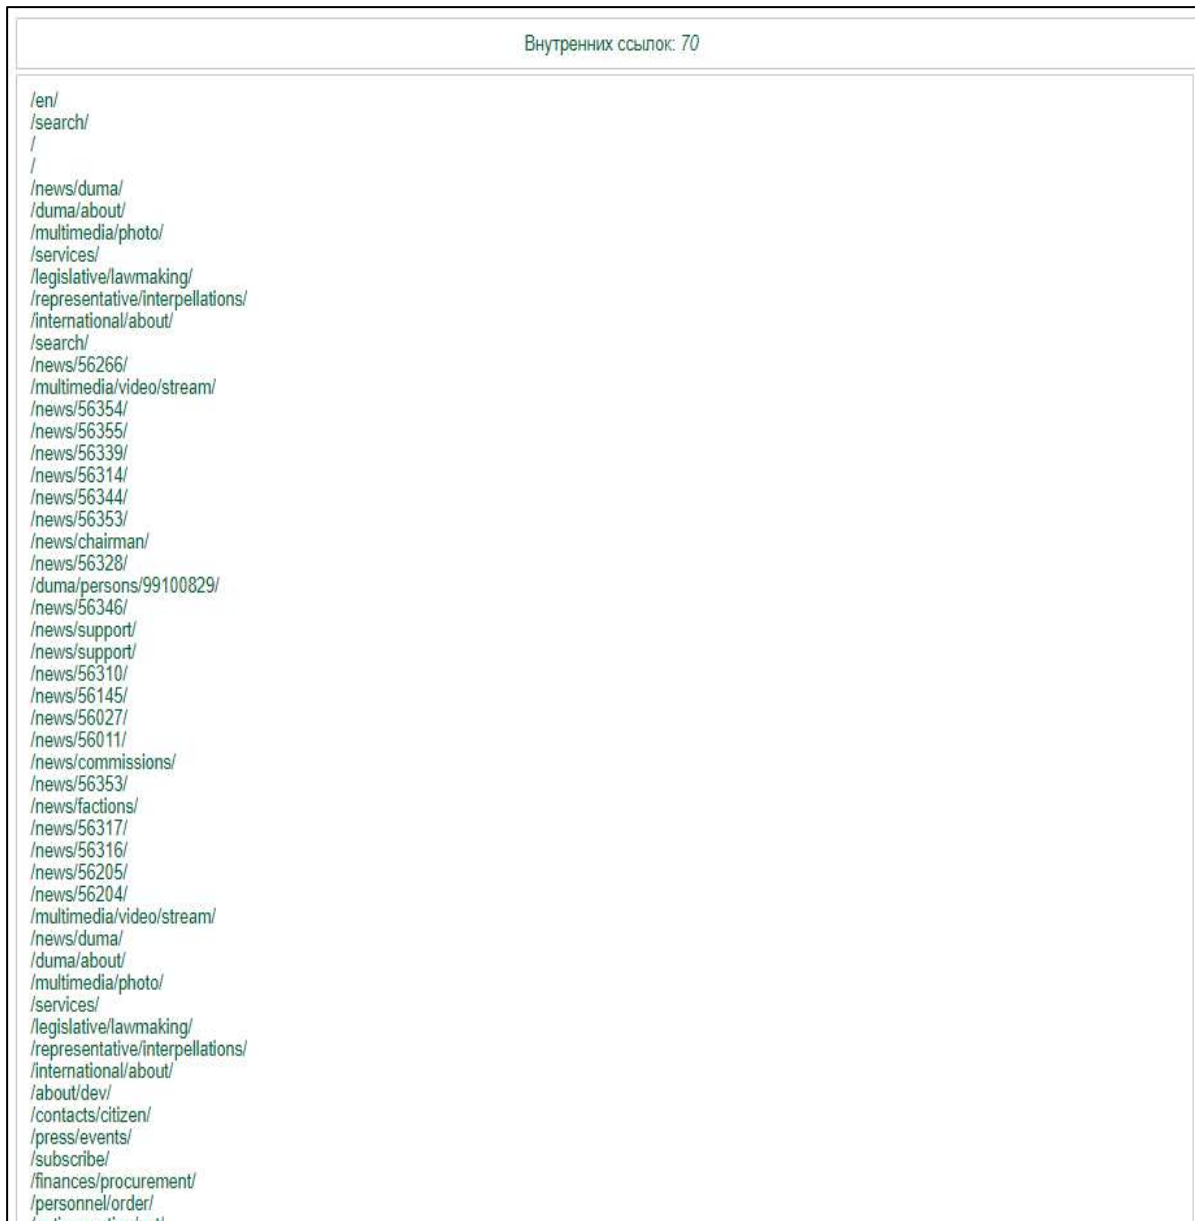 Внутренних ссылок: 70
/en/
/search/
/
/
/news/duma/
/duma/about/
/multimedia/photo/
/services/
/legislative/lawmaking/
/representative/interpellations/
/international/about/
/search/
/news/56266/
/multimedia/video/stream/
/news/56354/
/news/56355/
/news/56339/
/news/56314/
/news/56344/
/news/56353/
/news/chairman/
/news/56328/
/duma/persons/99100829/
/news/56346/
/news/support/
/news/support/
/news/56310/
/news/56145/
/news/56027/
/news/56011/
/news/commissions/
/news/56353/
/news/factions/
/news/56317/
/news/56316/
/news/56205/
/news/56204/
/multimedia/video/stream/
/news/duma/
/duma/about/
/multimedia/photo/
/services/
/legislative/lawmaking/
/representative/interpellations/
/international/about/
/about/dev/
/contacts/citizen/
/press/events/
/subscribe/
/finances/procurement/
/personnel/order/